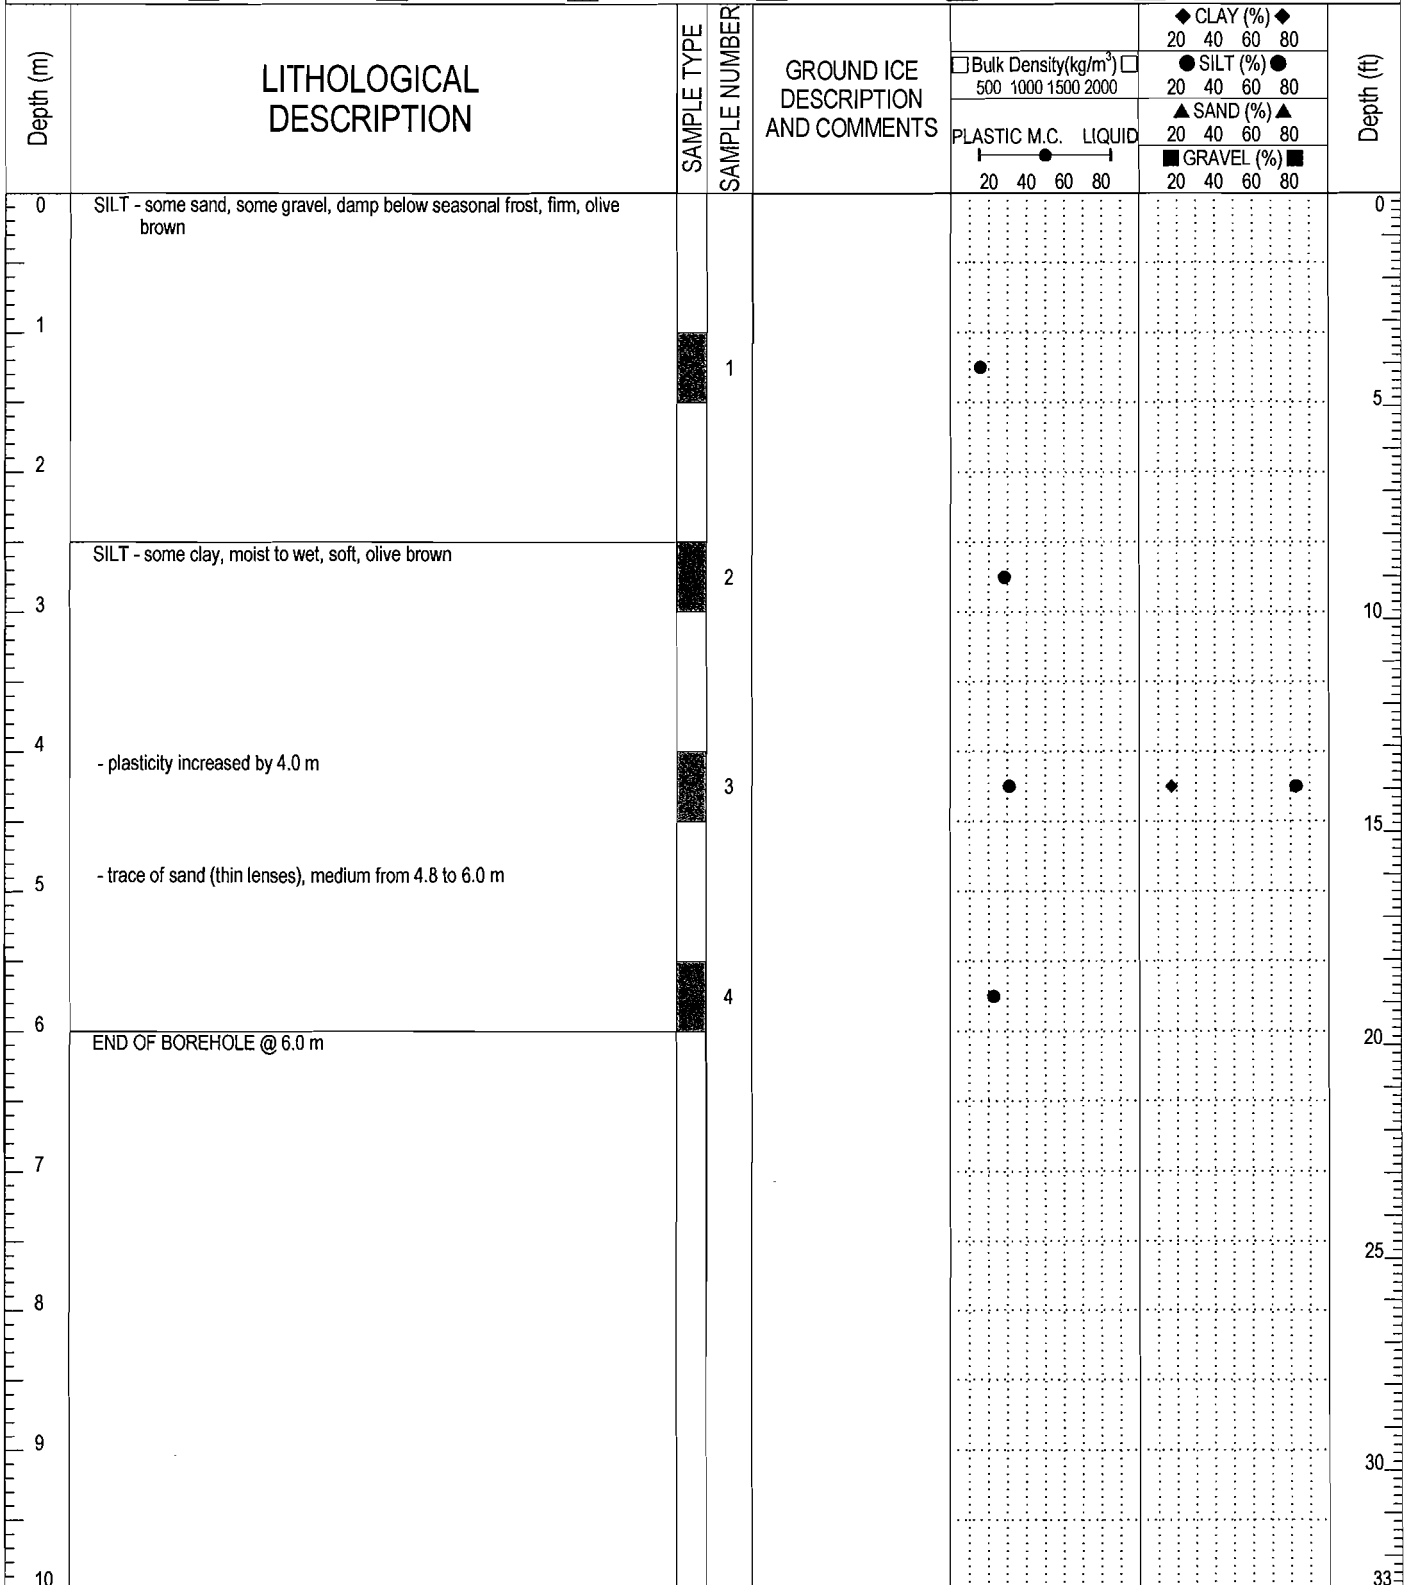 Depth (m)
LITHOLOGICAL
DESCRIPTION
SAMPLE TYPE
SAMPLE NUMBER
GROUND ICE
DESCRIPTION
AND COMMENTS
□ Bulk Density(kg/m³) □
500 1000 1500 2000
PLASTIC M.C. LIQUID
20 40 60 80
◆ CLAY (%) ◆
20 40 60 80
● SILT (%) ●
20 40 60 80
▲ SAND (%) ▲
20 40 60 80
■ GRAVEL (%) ■
20 40 60 80
Depth (ft)
0
SILT - some sand, some gravel, damp below seasonal frost, firm, olive
brown
0
1
1
5
2
SILT - some clay, moist to wet, soft, olive brown
2
3
10
4
- plasticity increased by 4.0 m
3
15
- trace of sand (thin lenses), medium from 4.8 to 6.0 m
5
4
6
END OF BOREHOLE @ 6.0 m
20
7
25
8
9
30
10
33